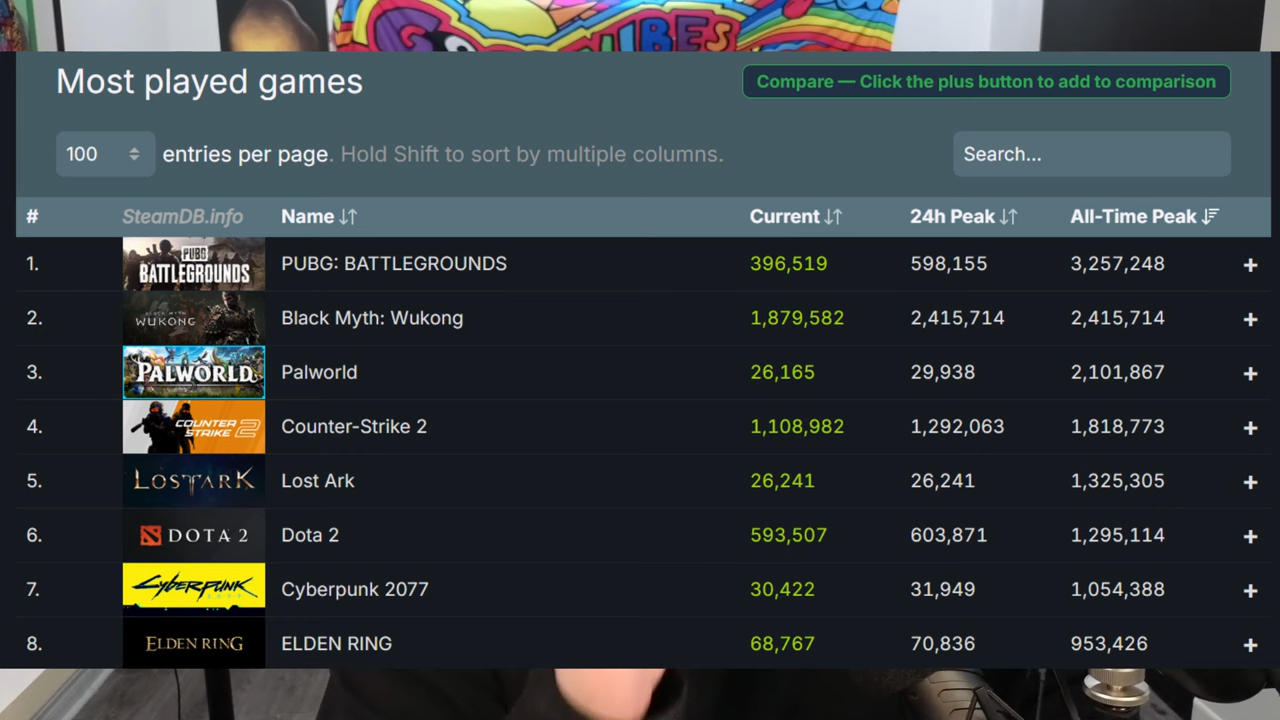 GOOD VIBES
Most played games
Compare — Click the plus button to add to comparison
100 entries per page. Hold Shift to sort by multiple columns.
Search...
# SteamDB.info Name Current 24h Peak All-Time Peak
1. PUBG BATTLEGROUNDS PUBG: BATTLEGROUNDS 396,519 598,155 3,257,248 +
2. BLACK MYTH WUKONG Black Myth: Wukong 1,879,582 2,415,714 2,415,714 +
3. PALWORLD Palworld 26,165 29,938 2,101,867 +
4. COUNTER STRIKE 2 Counter-Strike 2 1,108,982 1,292,063 1,818,773 +
5. LOST ARK Lost Ark 26,241 26,241 1,325,305 +
6. DOTA 2 Dota 2 593,507 603,871 1,295,114 +
7. Cyberpunk Cyberpunk 2077 30,422 31,949 1,054,388 +
8. ELDEN RING ELDEN RING 68,767 70,836 953,426 +